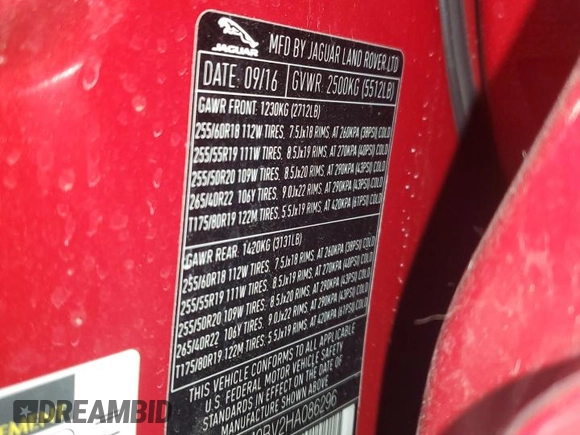 JAGUAR
MFD BY JAGUAR LAND ROVER LTD
DATE: 09/16 GVWR: 2500KG (5512LB)
GAWR FRONT: 1230KG (2712LB)
255/60R18 112W TIRES, 7.5Jx18 RIMS, AT 260KPA (38PSI) COLD
255/55R19 111W TIRES, 8.5Jx19 RIMS, AT 270KPA (40PSI) COLD
255/50R20 109W TIRES, 8.5Jx20 RIMS, AT 290KPA (43PSI) COLD
265/40R22 106Y TIRES, 9.0Jx22 RIMS, AT 290KPA (43PSI) COLD
T175/80R19 122M TIRES, 5.5Jx19 RIMS, AT 420KPA (61PSI) COLD
GAWR REAR: 1420KG (3131LB)
255/60R18 112W TIRES, 7.5Jx18 RIMS, AT 260KPA (38PSI) COLD
255/55R19 111W TIRES, 8.5Jx19 RIMS, AT 270KPA (40PSI) COLD
255/50R20 109W TIRES, 8.5Jx20 RIMS, AT 290KPA (43PSI) COLD
265/40R22 106Y TIRES, 9.0Jx22 RIMS, AT 290KPA (43PSI) COLD
T175/80R19 122M TIRES, 5.5Jx19 RIMS, AT 420KPA (61PSI) COLD
THIS VEHICLE CONFORMS TO ALL APPLICABLE
U.S. FEDERAL MOTOR VEHICLE SAFETY
STANDARDS IN EFFECT ON THE DATE OF
MANUFACTURE SHOWN ABOVE
DREAMBID